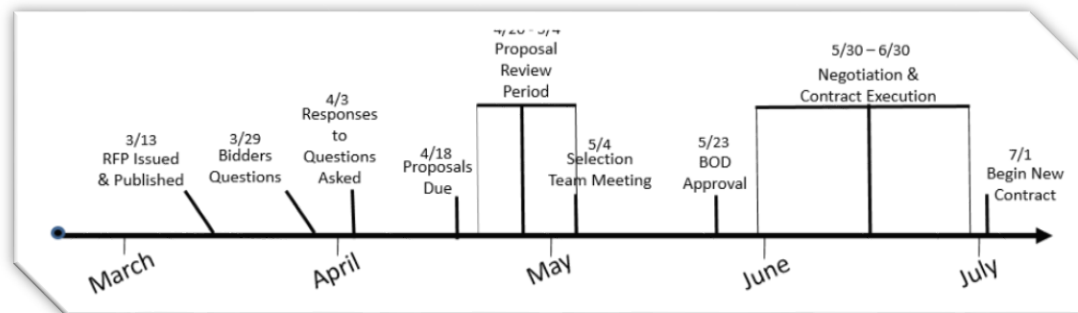 3/13
RFP Issued
& Published
3/29
Bidders
Questions
4/3
Responses
to
Questions
Asked
4/18
Proposals
Due
Proposal
Review
Period
5/4
Selection
Team Meeting
5/23
BOD
Approval
5/30 – 6/30
Negotiation &
Contract Execution
7/1
Begin New
Contract
March
April
May
June
July